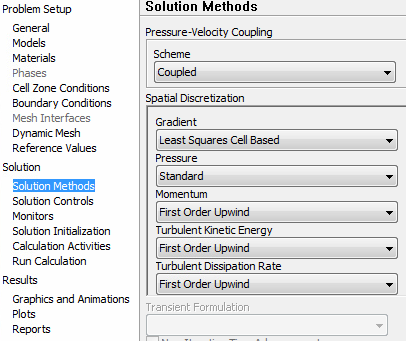 Problem Setup
General
Models
Materials
Phases
Cell Zone Conditions
Boundary Conditions
Mesh Interfaces
Dynamic Mesh
Reference Values
Solution
Solution Methods
Solution Controls
Monitors
Solution Initialization
Calculation Activities
Run Calculation
Results
Graphics and Animations
Plots
Reports
Solution Methods
Pressure-Velocity Coupling
Scheme
Coupled
Spatial Discretization
Gradient
Least Squares Cell Based
Pressure
Standard
Momentum
First Order Upwind
Turbulent Kinetic Energy
First Order Upwind
Turbulent Dissipation Rate
First Order Upwind
Transient Formulation